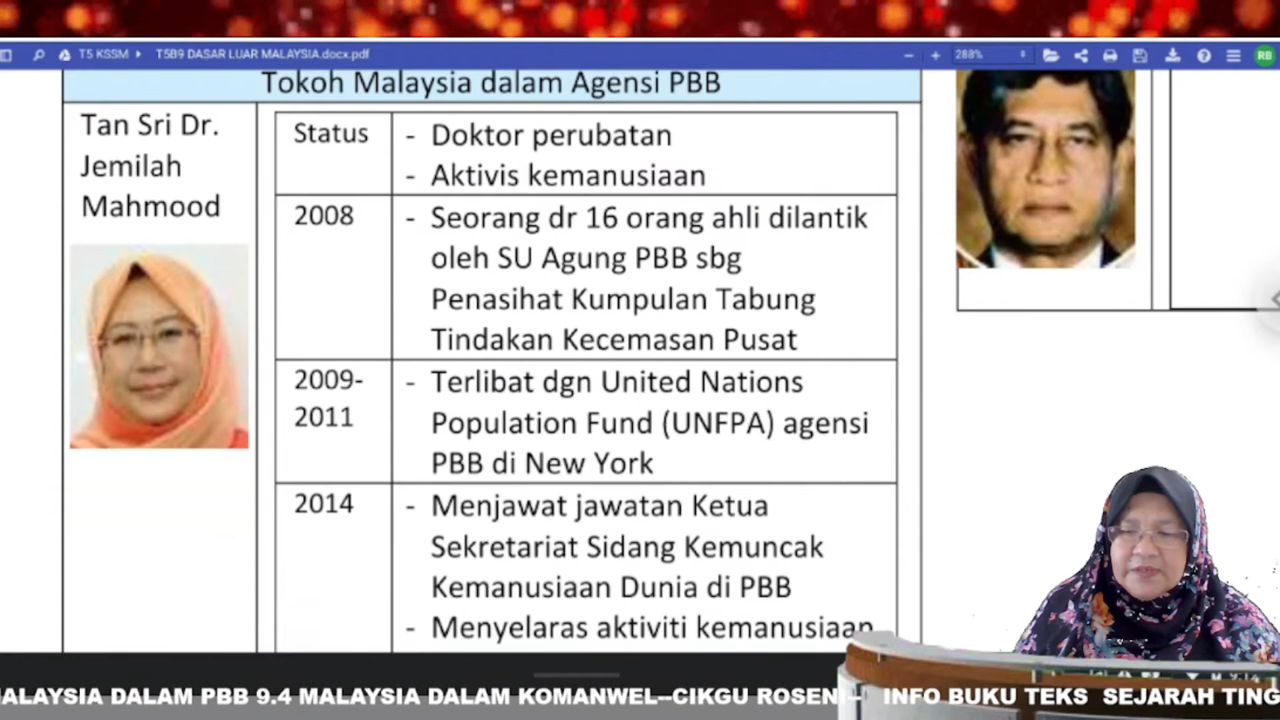 T5 KSSM
T5B9 DASAR LUAR MALAYSIA.docx.pdf
288%
RB
Tokoh Malaysia dalam Agensi PBB
Tan Sri Dr.
Jemilah
Mahmood
Status
- Doktor perubatan
- Aktivis kemanusiaan
2008
- Seorang dr 16 orang ahli dilantik
oleh SU Agung PBB sbg
Penasihat Kumpulan Tabung
Tindakan Kecemasan Pusat
2009-
2011
- Terlibat dgn United Nations
Population Fund (UNFPA) agensi
PBB di New York
2014
- Menjawat jawatan Ketua
Sekretariat Sidang Kemuncak
Kemanusiaan Dunia di PBB
- Menyelaras aktiviti kemanusiaan
MALAYSIA DALAM PBB 9.4 MALAYSIA DALAM KOMANWEL--CIKGU ROSENI-- INFO BUKU TEKS SEJARAH TING